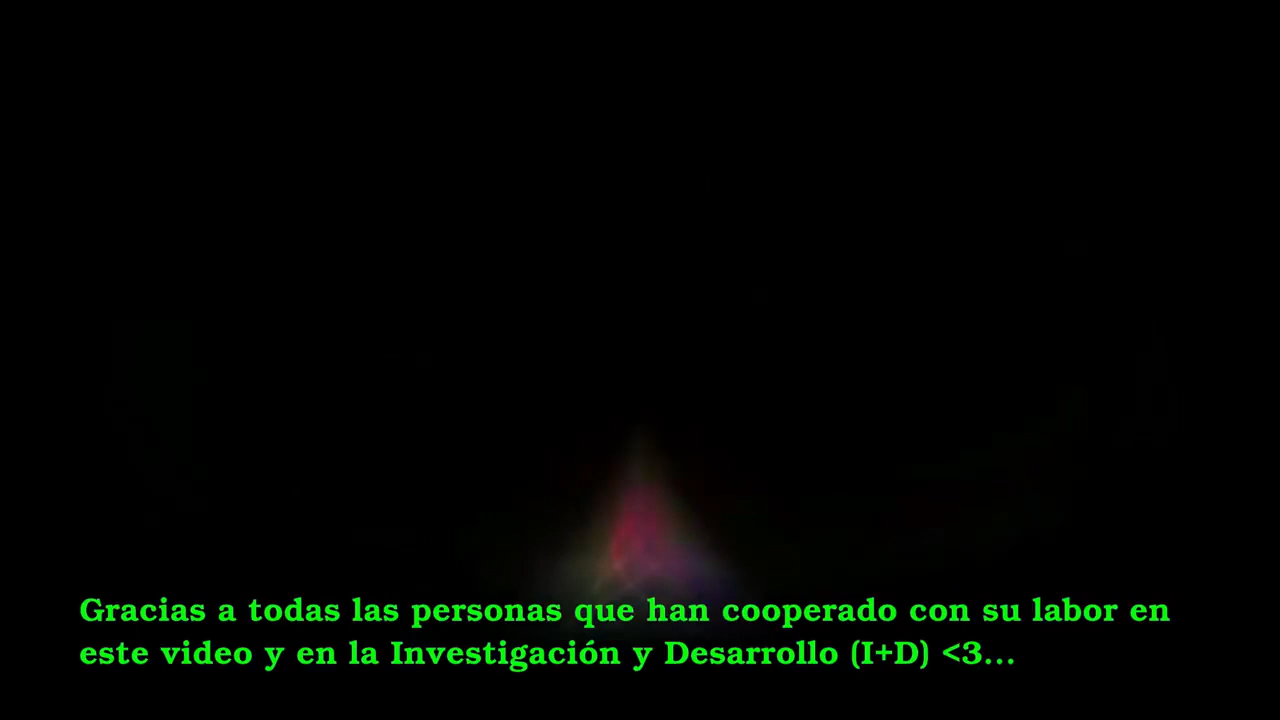 Gracias a todas las personas que han cooperado con su labor en
este video y en la Investigación y Desarrollo (I+D) <3...